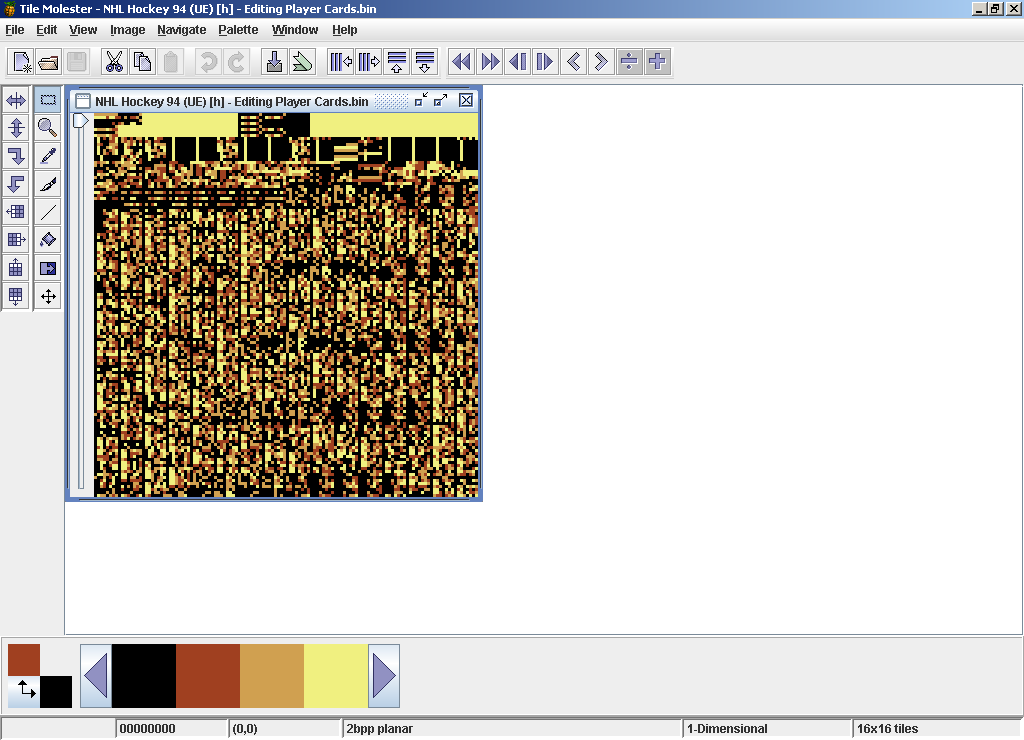 Tile Molester - NHL Hockey 94 (UE) [h] - Editing Player Cards.bin
File Edit View Image Navigate Palette Window Help
NHL Hockey 94 (UE) [h] - Editing Player Cards.bin
00000000 (0,0) 2bpp planar 1-Dimensional 16x16 tiles